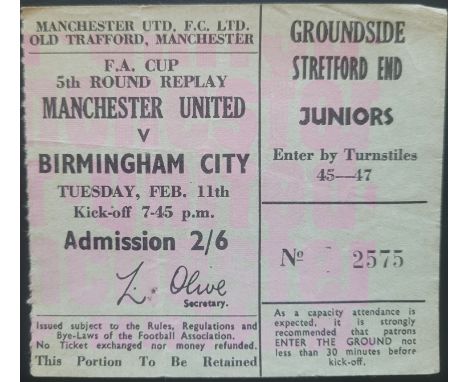 MANCHESTER UTD, F.C. LTD.
OLD TRAFFORD, MANCHESTER
F.A. CUP
5th ROUND REPLAY
MANCHESTER UNITED
V
BIRMINGHAM CITY
TUESDAY, FEB. 11th
Kick-off 7-45 p.m.
Admission 2/6
L. Olive
Secretary.
Issued subject to the Rules, Regulations and
Bye-Laws of the Football Association.
No Ticket exchanged nor money refunded.
This Portion To Be Retained
GROUNDSIDE
STRETFORD END
JUNIORS
Enter by Turnstiles
45—47
No 2575
As a capacity attendance is
expected, it is strongly
recommended that patrons
ENTER THE GROUND not
less than 30 minutes before
kick-off.